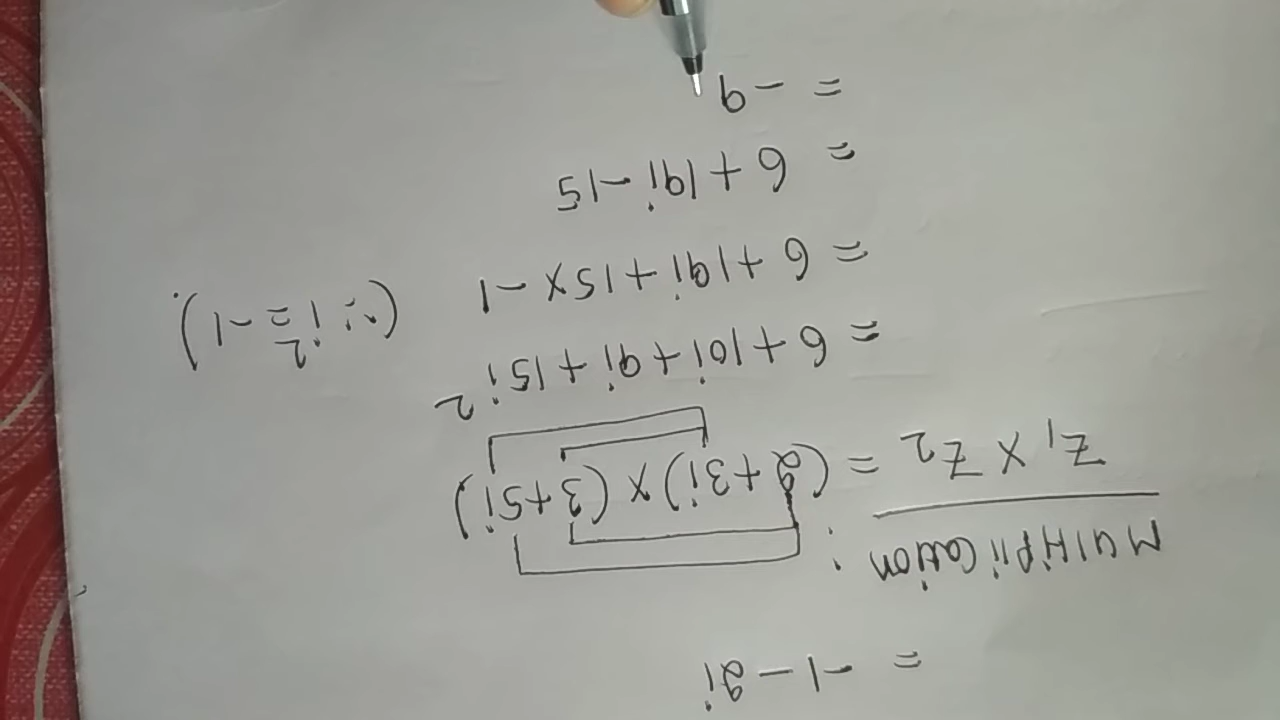 = -1 - 2i
Multiplication :
z₁ × z₂ = (2+3i) × (3+5i)
= 6 + 10i + 9i + 15i²
= 6 + 19i + 15x -1 (∵ i² = -1).
= 6 + 19i - 15
= -9